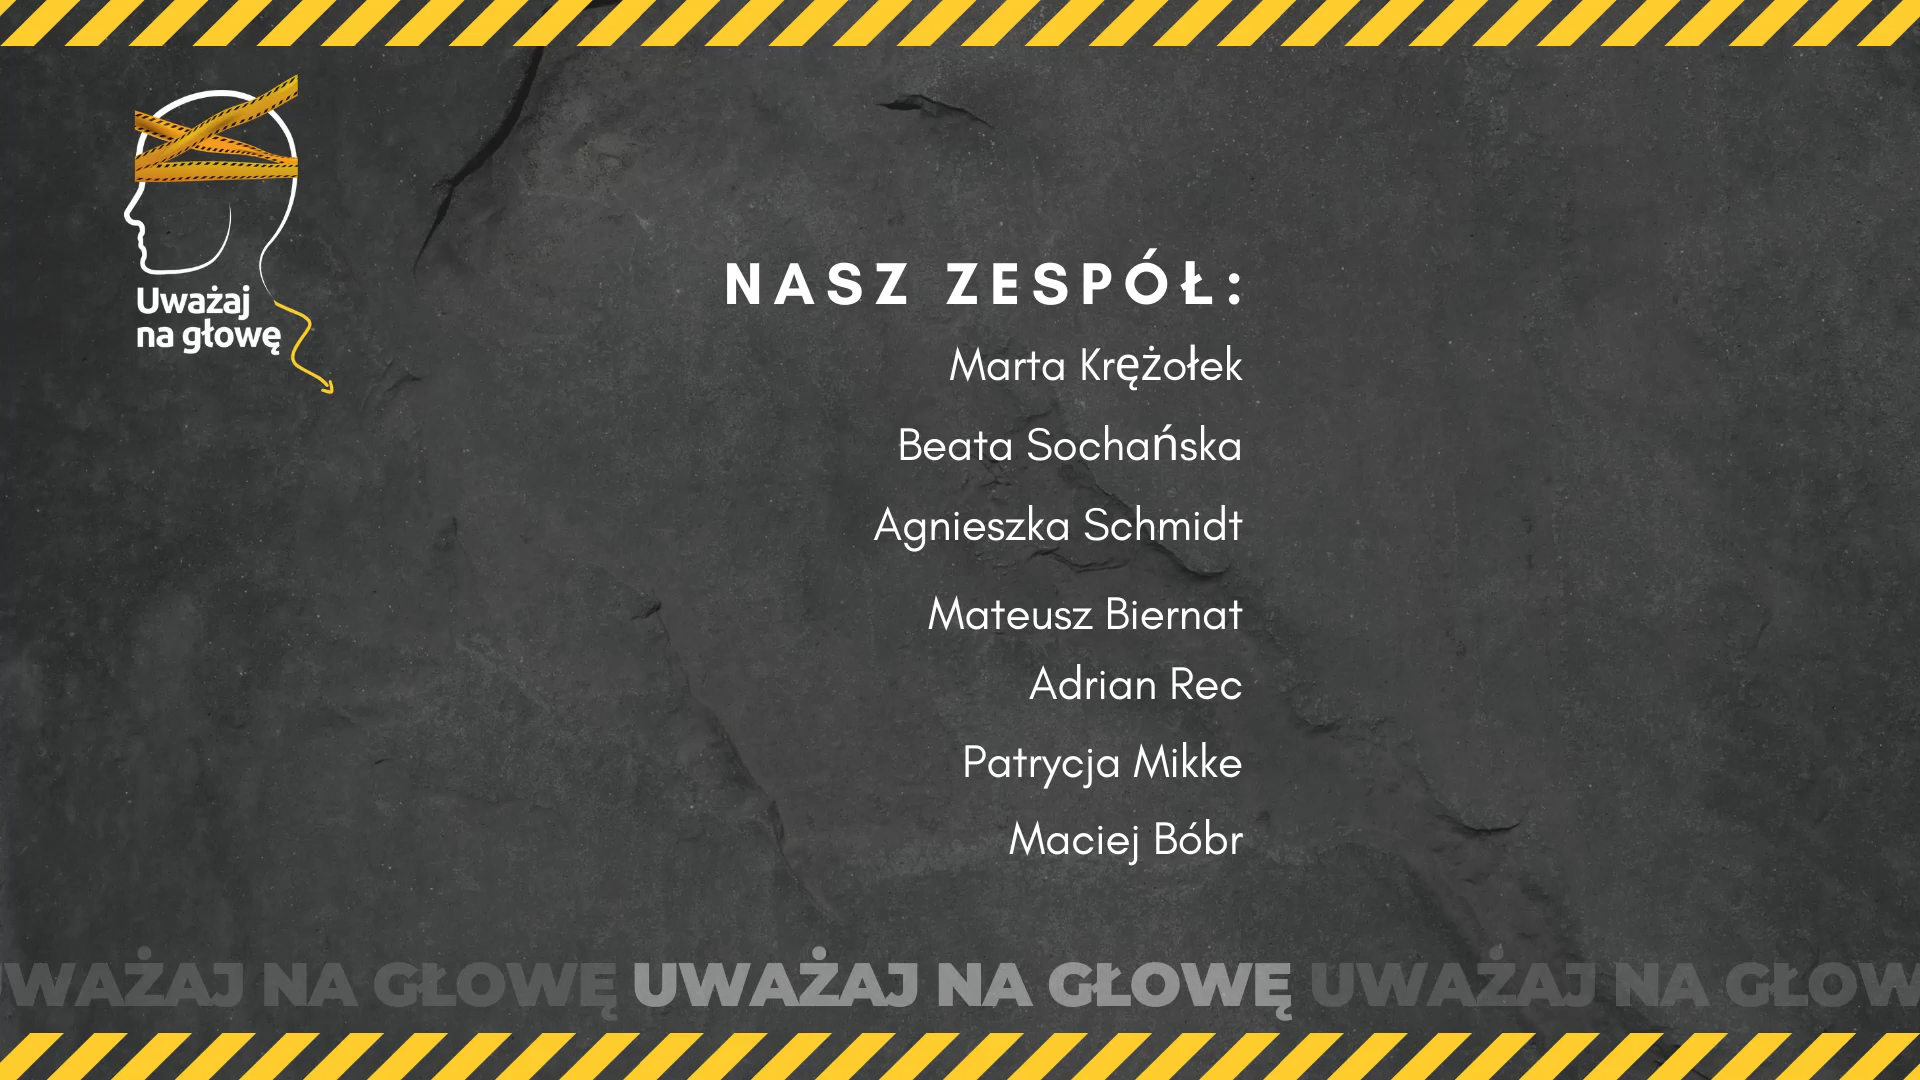 Uważaj
na głowę
NASZ ZESPÓŁ:
Marta Krężołek
Beata Sochańska
Agnieszka Schmidt
Mateusz Biernat
Adrian Rec
Patrycja Mikke
Maciej Bóbr
UWAŻAJ NA GŁOWĘ UWAŻAJ NA GŁOWĘ UWAŻAJ NA GŁOW